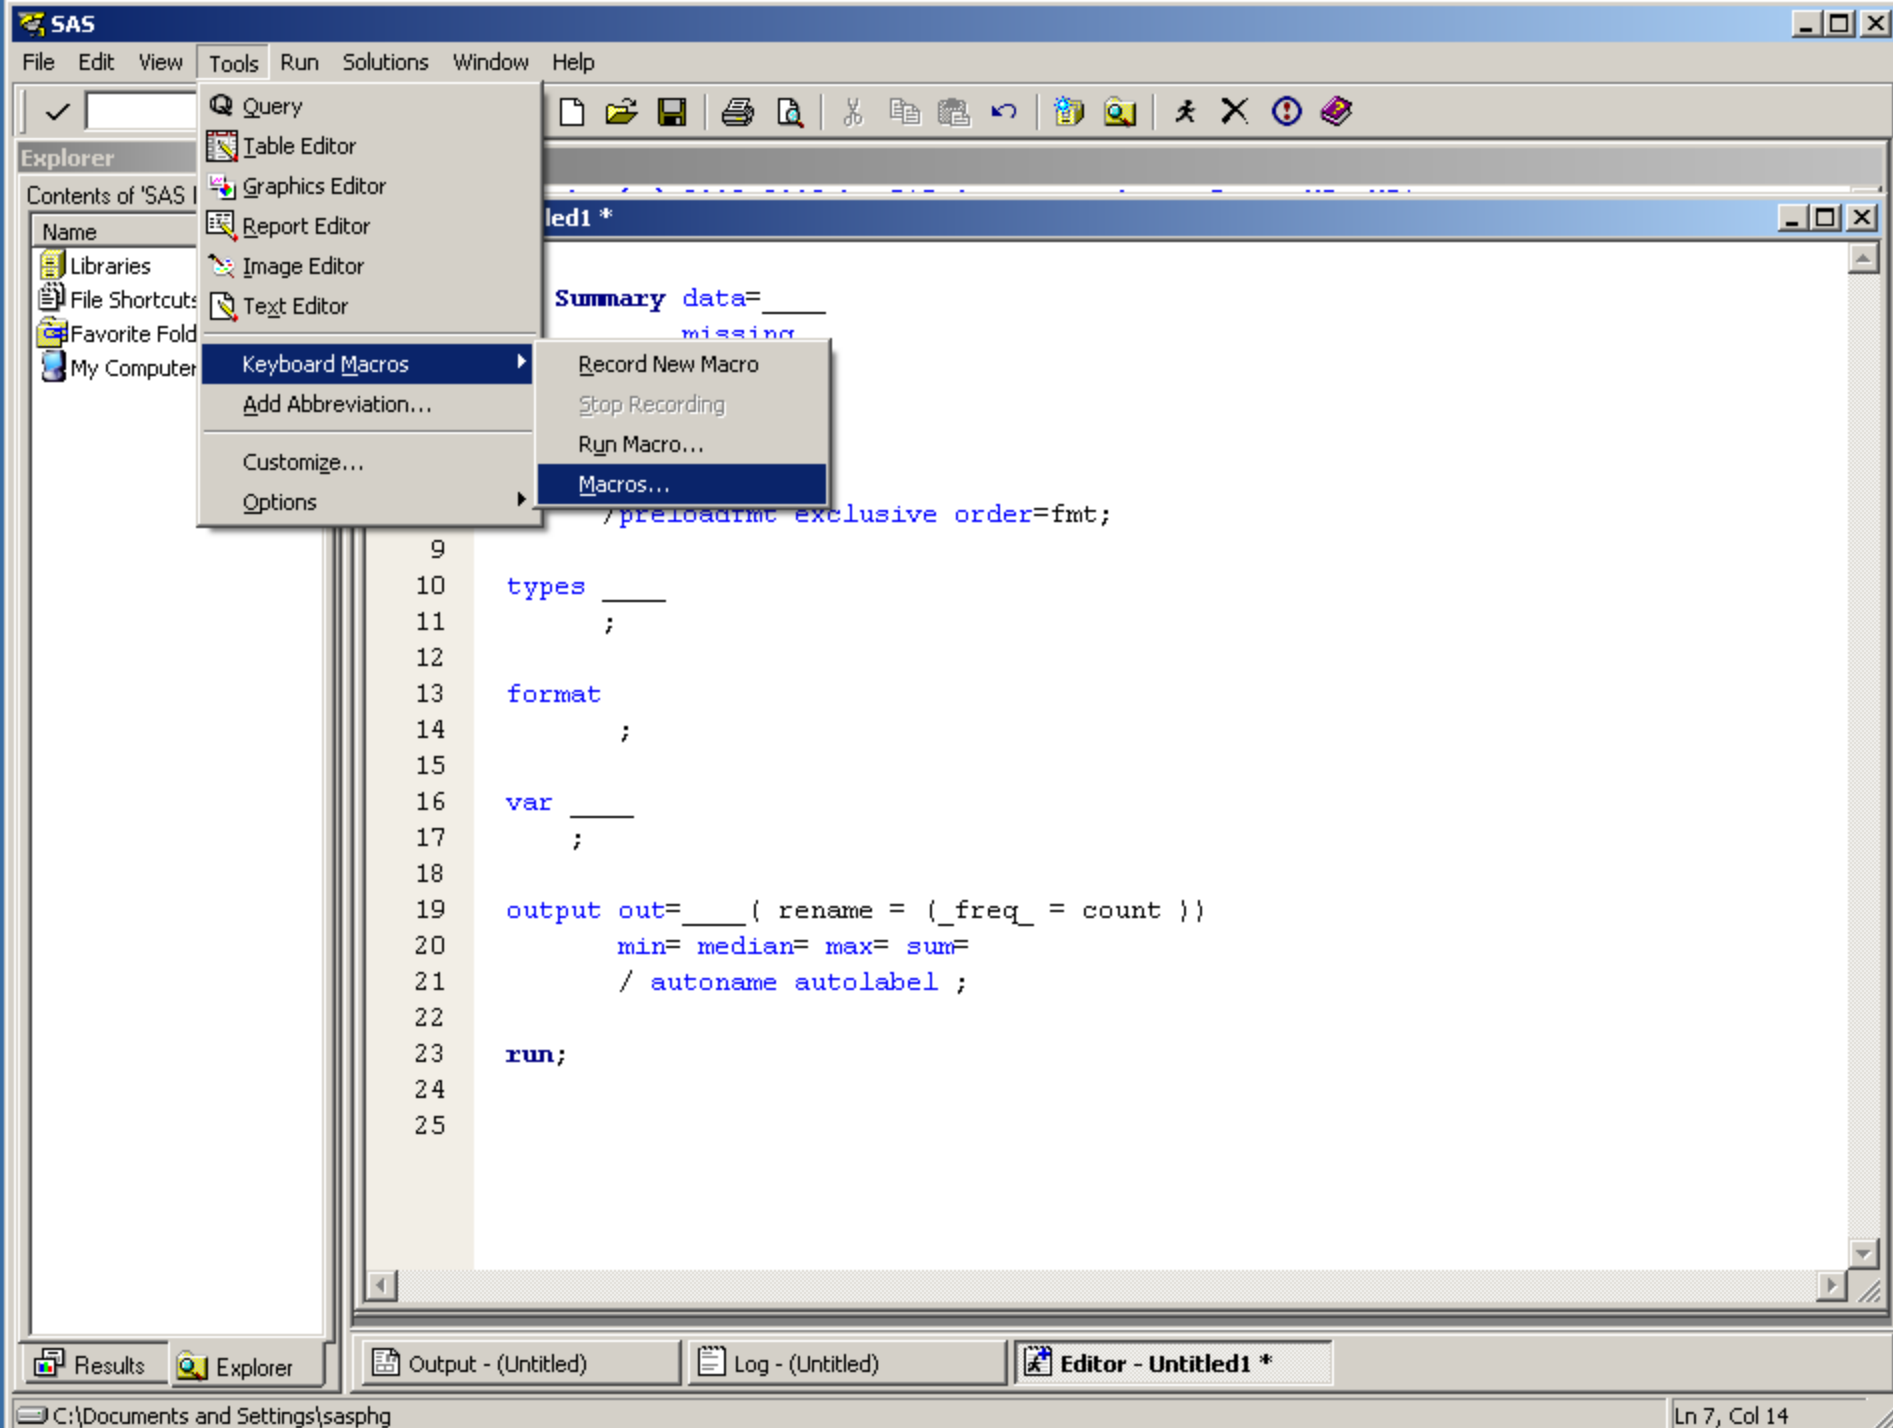 SAS
File Edit View Tools Run Solutions Window Help
Query
Table Editor
Graphics Editor
Report Editor
Image Editor
Text Editor
Keyboard Macros
Add Abbreviation...
Customize...
Options
Record New Macro
Stop Recording
Run Macro...
Macros...
Explorer
Contents of 'SAS
Name
Libraries
File Shortcuts
Favorite Fold
My Computer
led1 *
Summary data=____
missing
/preloadfmt exclusive order=fmt;
9
10 types ____
11 ;
12
13 format
14 ;
15
16 var ____
17 ;
18
19 output out=____( rename = (_freq_ = count ))
20 min= median= max= sum=
21 / autoname autolabel ;
22
23 run;
24
25
Results Explorer
Output - (Untitled) Log - (Untitled) Editor - Untitled1 *
C:\Documents and Settings\sasphg Ln 7, Col 14